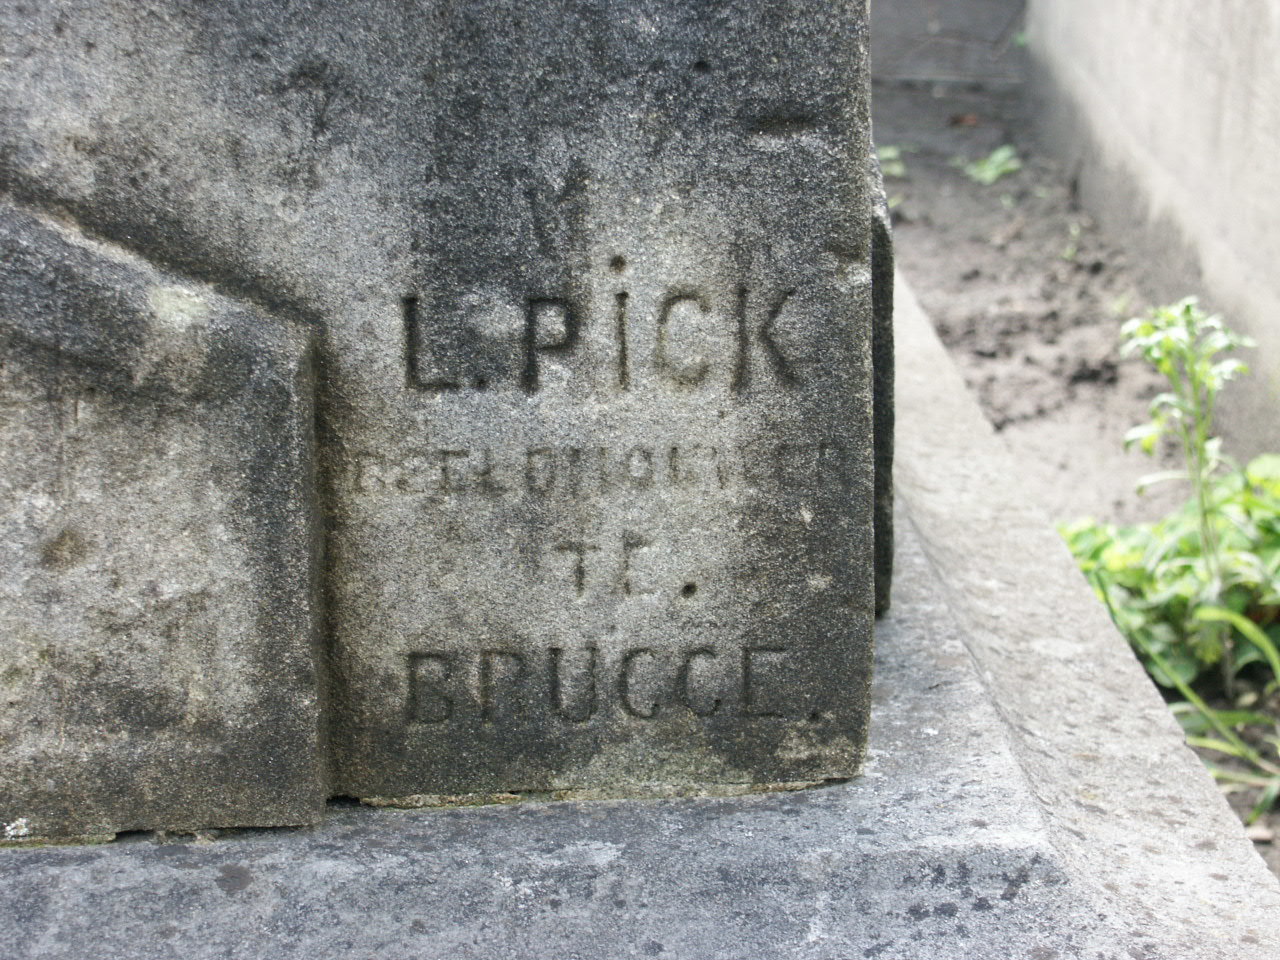 L. PiCK
BEELDHOUWER
TE.
BRUGGE.